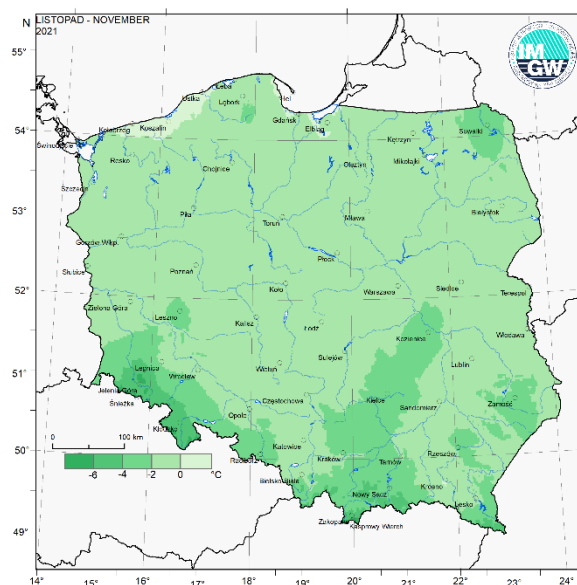 LISTOPAD - NOVEMBER
2021
N
IM
GW
55°
54°
53°
52°
51°
50°
49°
Łeba
Ustka
Hel
Lębork
Gdańsk
Kołobrzeg
Koszalin
Elbląg
Suwałki
Kętrzyn
Świnoujście
Resko
Olsztyn
Mikołajki
Chojnice
Szczecin
Piła
Toruń
Mława
Białystok
Gorzów Wlkp.
Płock
Słubice
Poznań
Koło
Warszawa
Siedlce
Terespol
Zielona Góra
Leszno
Kalisz
Łódź
Kozienice
Włodawa
Legnica
Wrocław
Wieluń
Sulejów
Lublin
Jelenia Góra
Śnieżka
Opole
Częstochowa
Kielce
Sandomierz
Zamość
Kłodzko
Racibórz
Katowice
Kraków
Tarnów
Rzeszów
Bielsko-Biała
Nowy Sącz
Krosno
Lesko
Zakopane
Kasprowy Wierch
0 100 km
-6 -4 -2 0 °C
14° 15° 16° 17° 18° 19° 20° 21° 22° 23° 24°